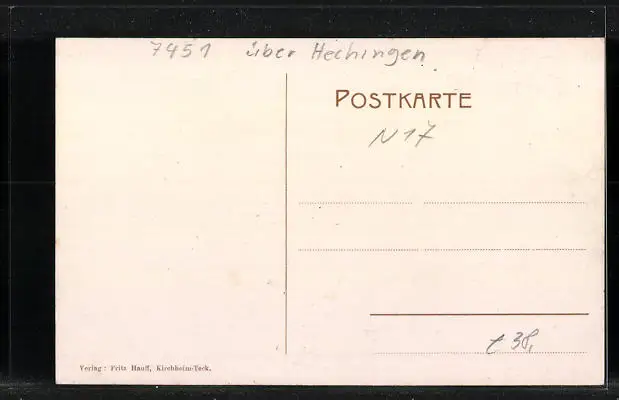 7451 über Hechingen
POSTKARTE
N17
t 38,
Verlag: Fritz Hauff, Kirchheim-Teck.